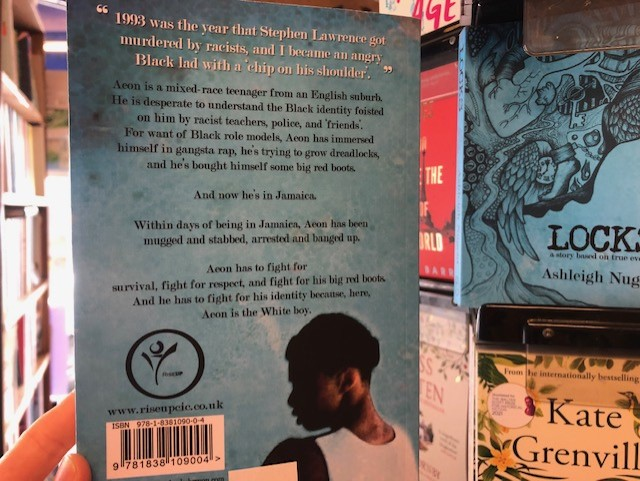 “ 1993 was the year that Stephen Lawrence got
murdered by racists, and I became an angry
Black lad with a ‘chip on his shoulder’. ”
Aeon is a mixed-race teenager from an English suburb.
He is desperate to understand the Black identity foisted
on him by racist teachers, police, and ‘friends’.
For want of Black role models, Aeon has immersed
himself in gangsta rap, he’s trying to grow dreadlocks,
and he’s bought himself some big red boots.
And now he’s in Jamaica.
Within days of being in Jamaica, Aeon has been
mugged and stabbed, arrested and banged up.
Aeon has to fight for
survival, fight for respect, and fight for his big red boots.
And he has to fight for his identity because, here,
Aeon is the White boy.
www.riseupcic.co.uk
ISBN 978-1-8381090-0-4
9 781838 109004 >
AGE
THE
OF
BARR
LOCKS
a story based on true eve
Ashleigh Nug
From the internationally bestselling
Kate
Grenvill